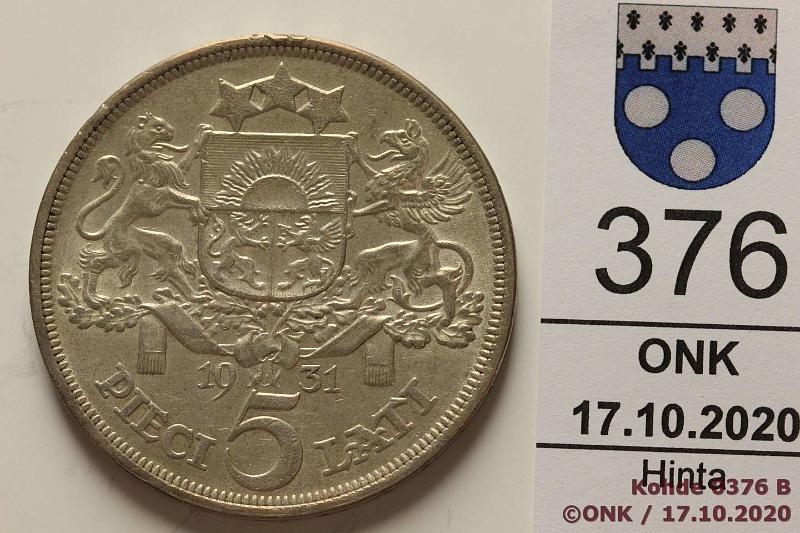 19 31
PIECI 5 LATI
376
ONK
17.10.2020
Hinta
Kohde 0376 B
©ONK / 17.10.2020